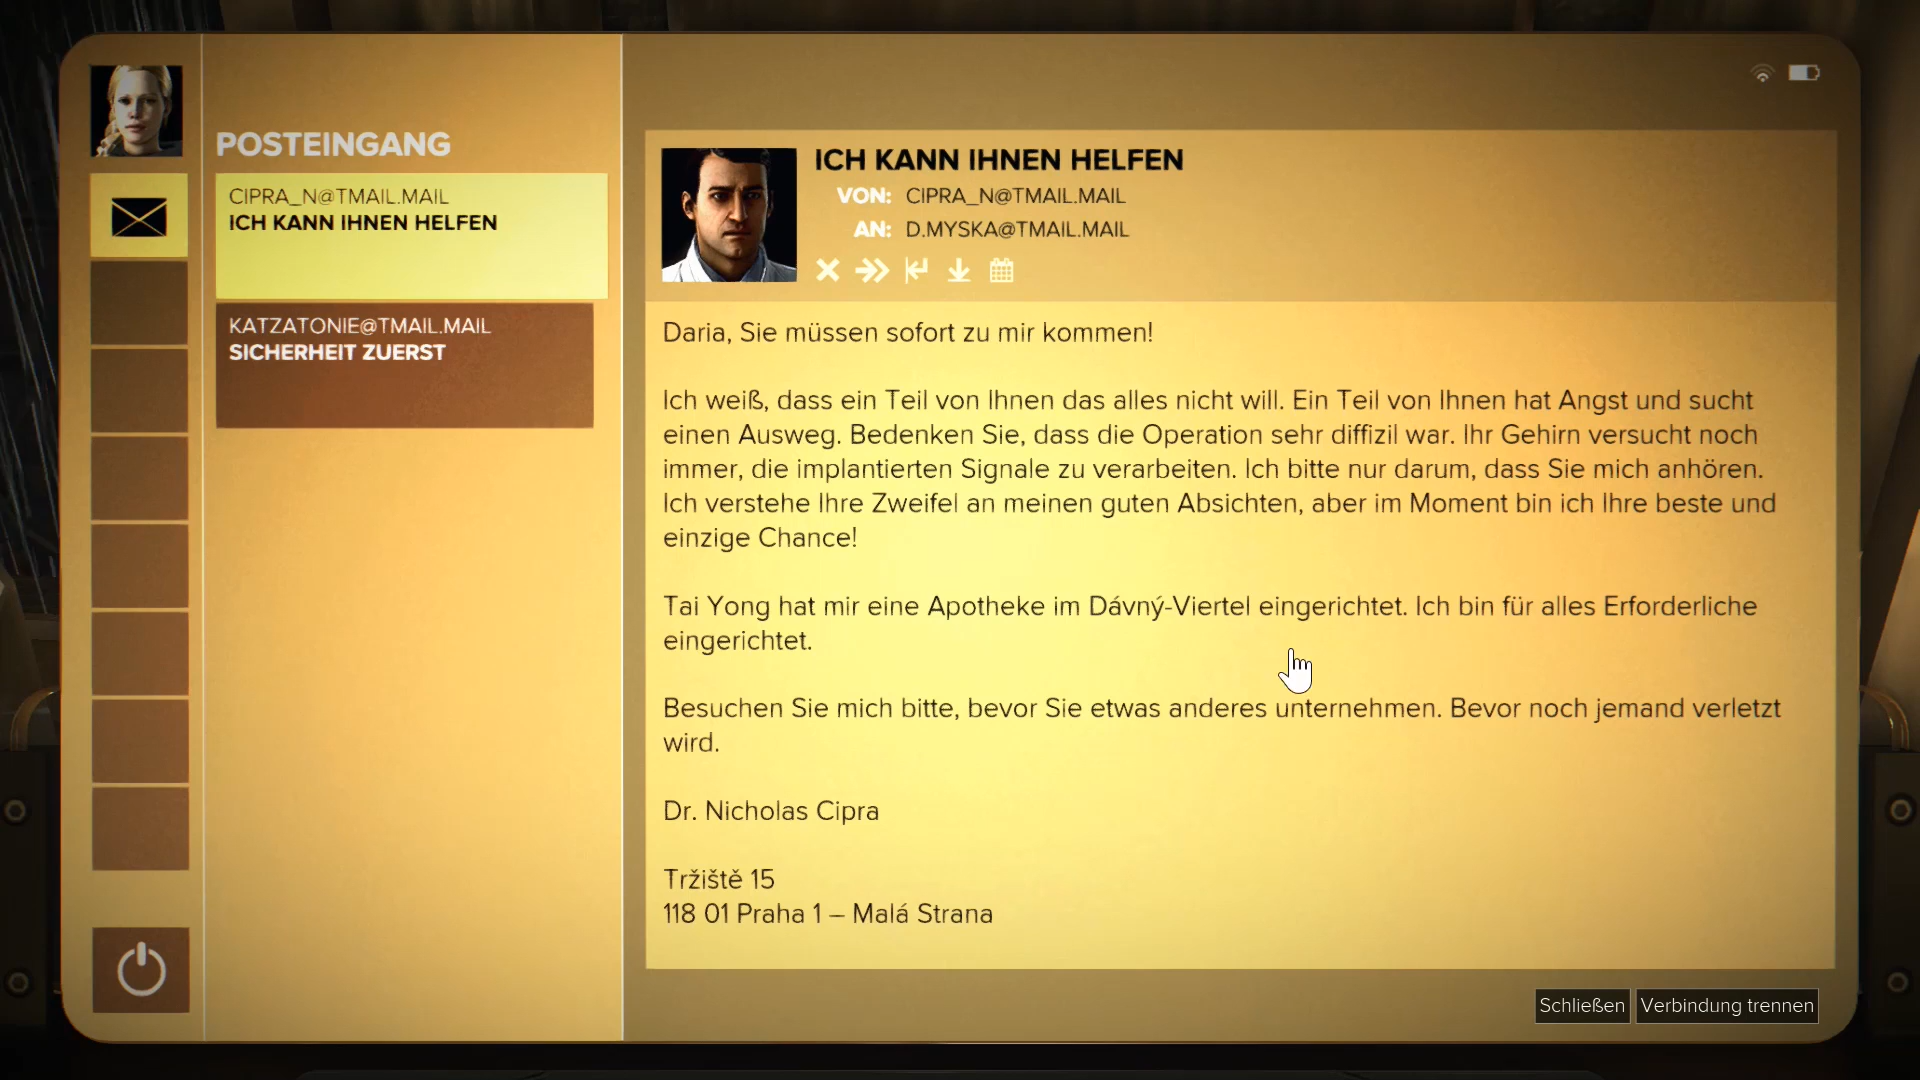 POSTEINGANG
CIPRA_N@TMAIL.MAIL
ICH KANN IHNEN HELFEN
KATZATONIE@TMAIL.MAIL
SICHERHEIT ZUERST
ICH KANN IHNEN HELFEN
VON: CIPRA_N@TMAIL.MAIL
AN: D.MYSKA@TMAIL.MAIL
Daria, Sie müssen sofort zu mir kommen!
Ich weiß, dass ein Teil von Ihnen das alles nicht will. Ein Teil von Ihnen hat Angst und sucht
einen Ausweg. Bedenken Sie, dass die Operation sehr diffizil war. Ihr Gehirn versucht noch
immer, die implantierten Signale zu verarbeiten. Ich bitte nur darum, dass Sie mich anhören.
Ich verstehe Ihre Zweifel an meinen guten Absichten, aber im Moment bin ich Ihre beste und
einzige Chance!
Tai Yong hat mir eine Apotheke im Dávný-Viertel eingerichtet. Ich bin für alles Erforderliche
eingerichtet.
Besuchen Sie mich bitte, bevor Sie etwas anderes unternehmen. Bevor noch jemand verletzt
wird.
Dr. Nicholas Cipra
Tržiště 15
118 01 Praha 1 – Malá Strana
Schließen
Verbindung trennen